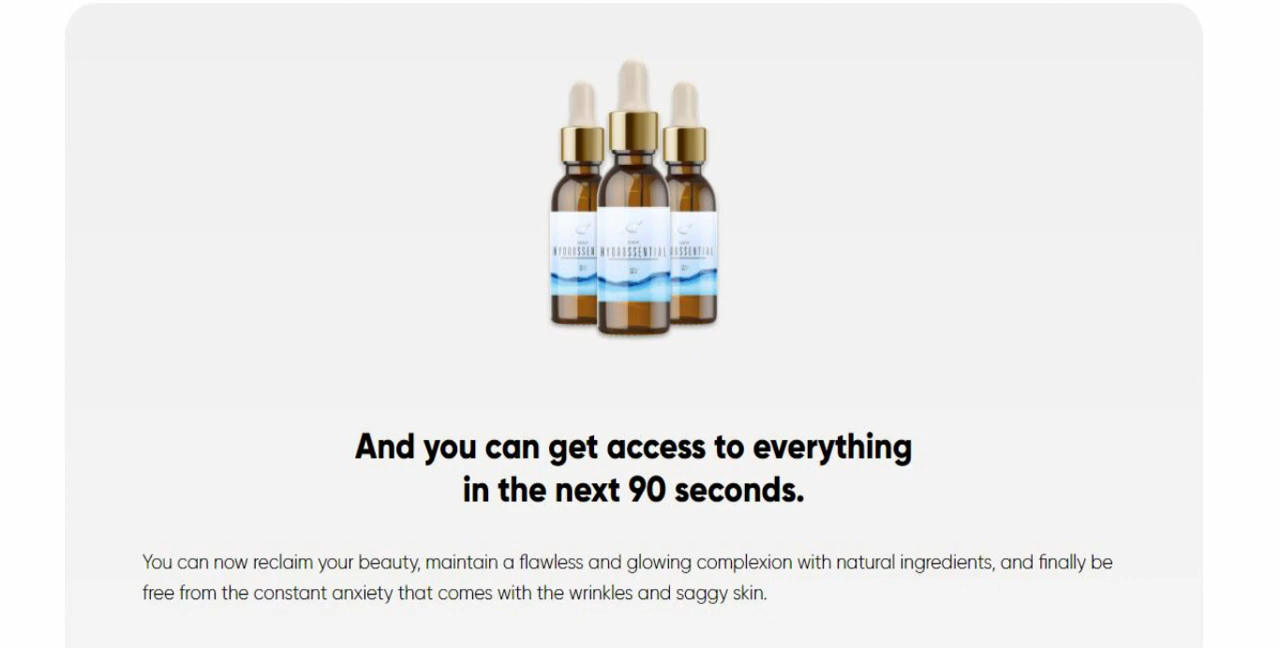 HYDROSSENTIAL
And you can get access to everything
in the next 90 seconds.
You can now reclaim your beauty, maintain a flawless and glowing complexion with natural ingredients, and finally be
free from the constant anxiety that comes with the wrinkles and saggy skin.